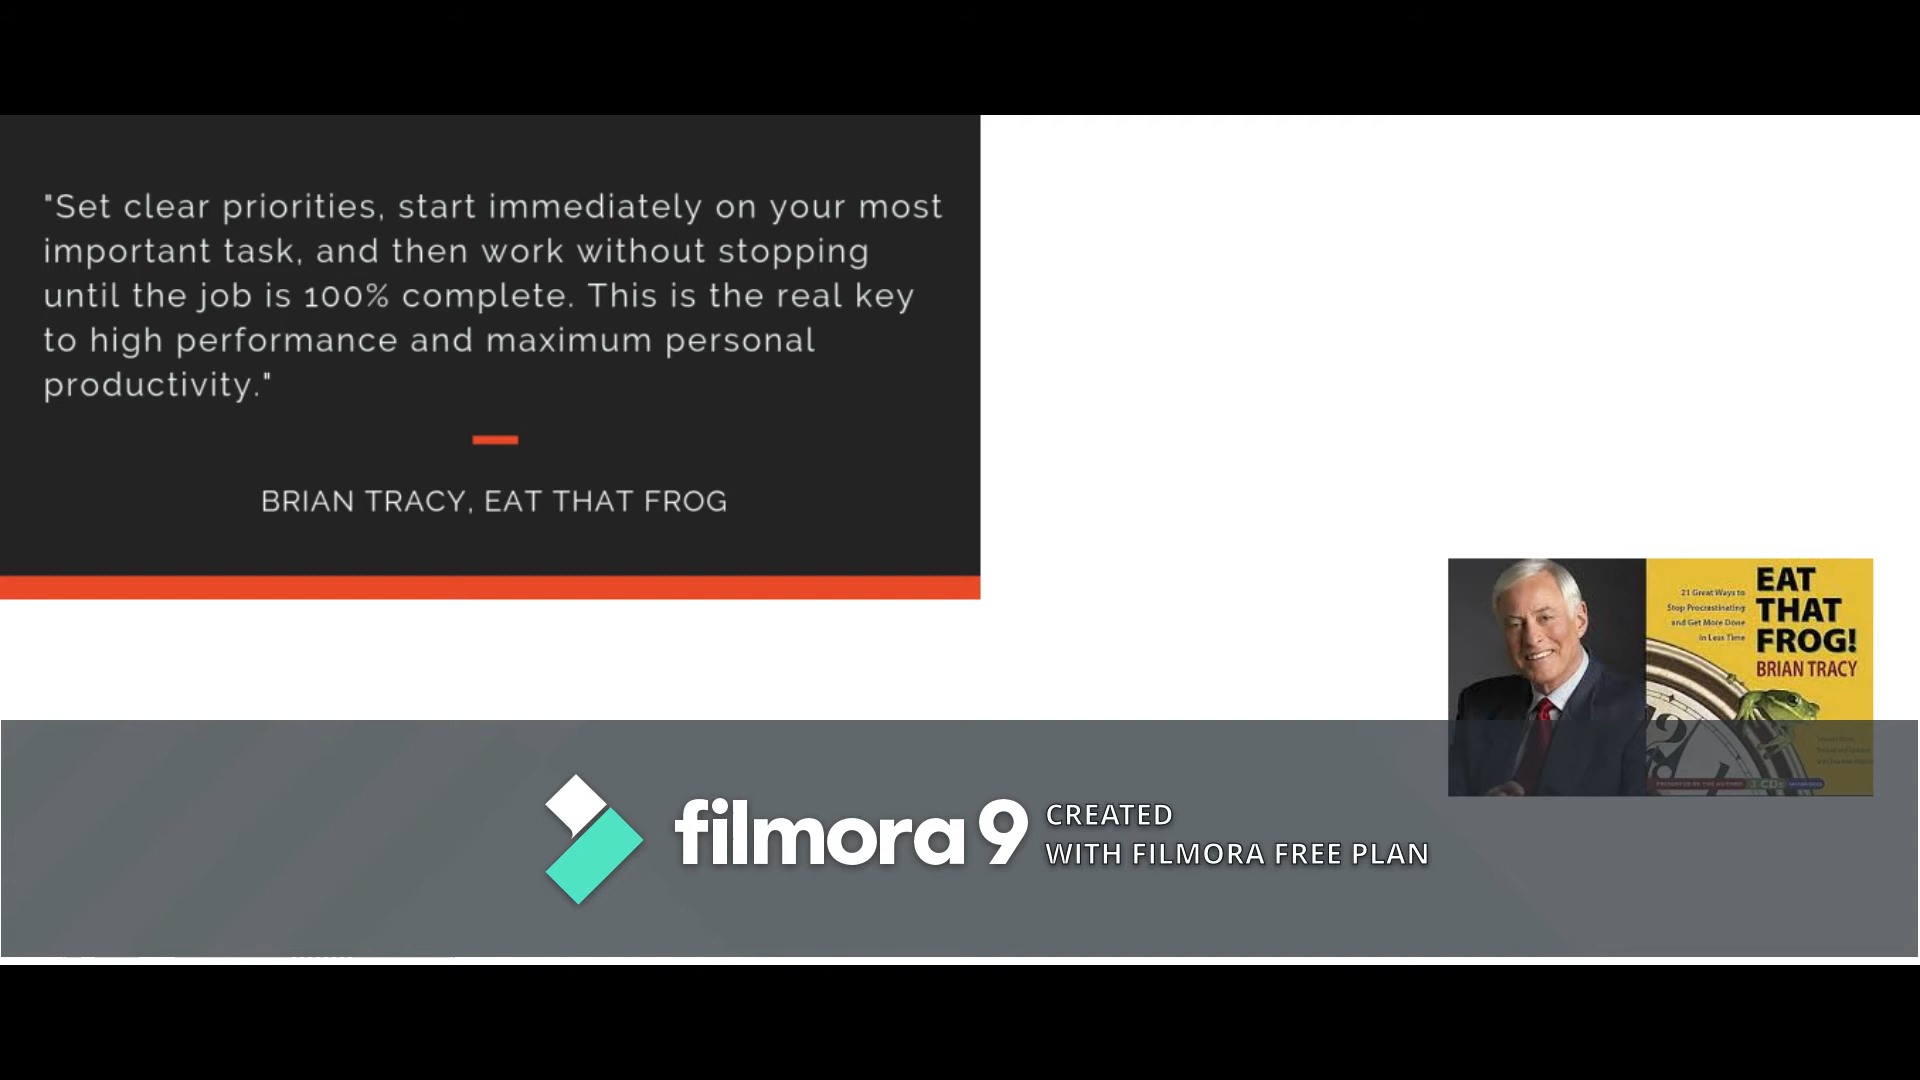 "Set clear priorities, start immediately on your most
important task, and then work without stopping
until the job is 100% complete. This is the real key
to high performance and maximum personal
productivity."
BRIAN TRACY, EAT THAT FROG
21 Great Ways to
Stop Procrastinating
and Get More Done
in Less Time
EAT
THAT
FROG!
BRIAN TRACY
filmora 9
CREATED
WITH FILMORA FREE PLAN